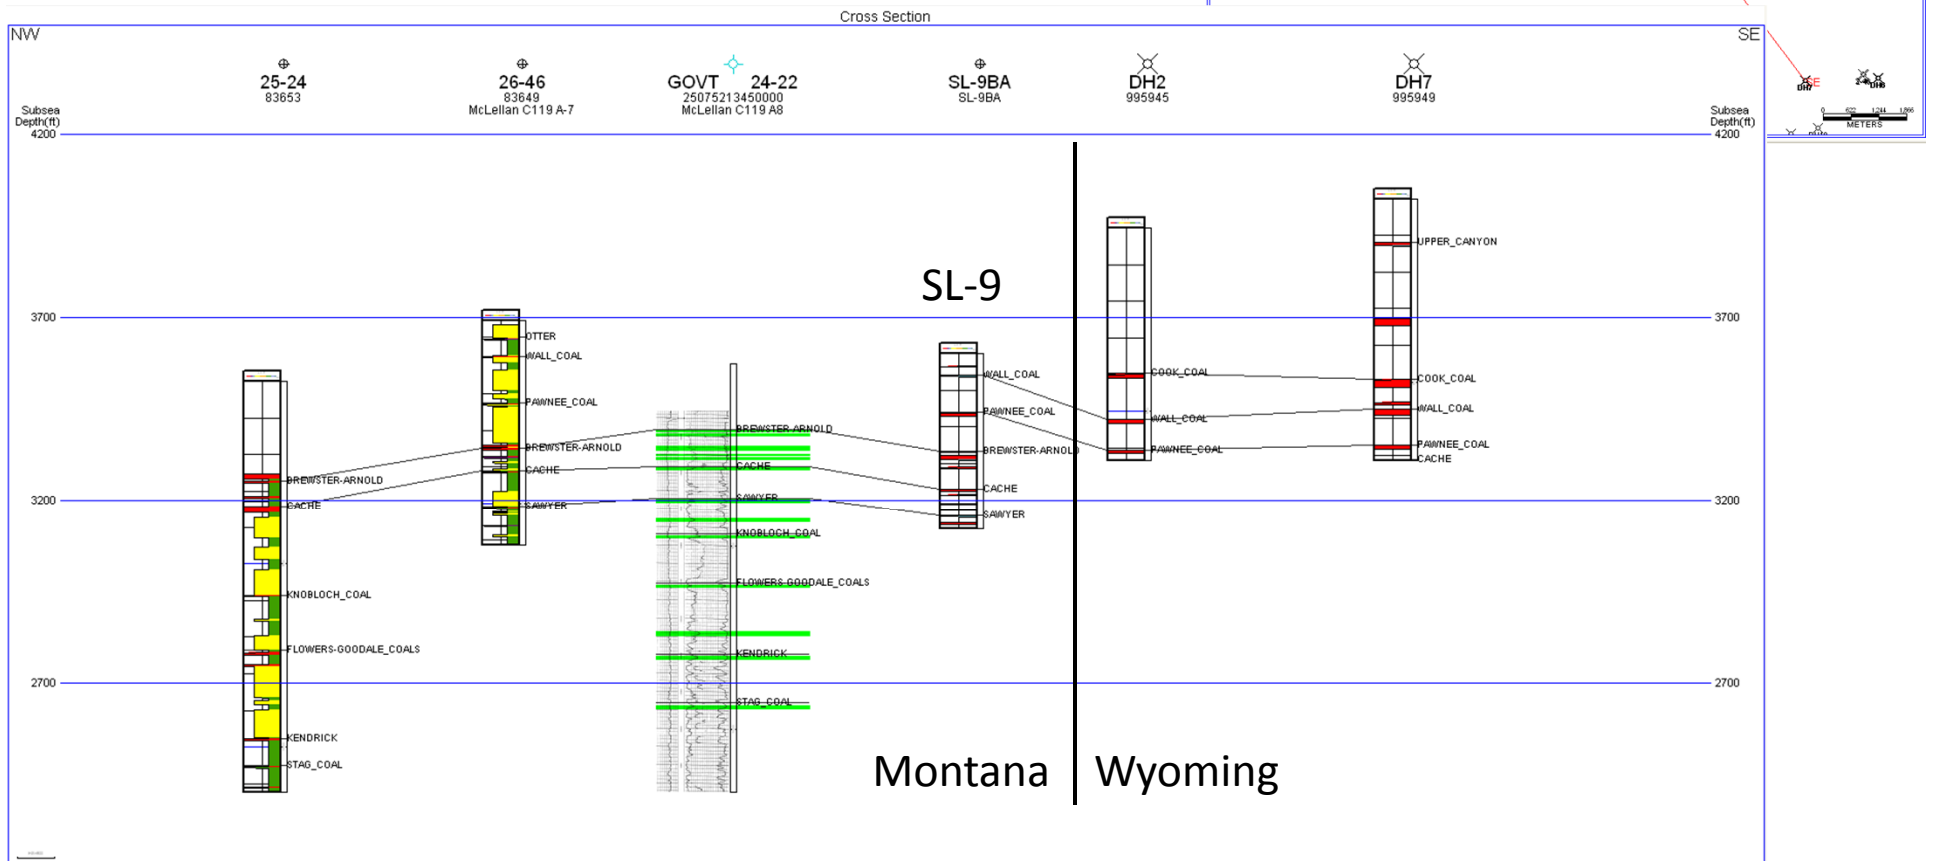 Cross Section
NW
SE
25-24
83653
26-46
83649
McLellan C119 A-7
GOVT 24-22
25075213450000
McLellan C119 A8
SL-9BA
SL-9BA
DH2
995945
DH7
995949
Subsea
Depth(ft)
Subsea
Depth(ft)
4200
4200
SE
DH7
DH6
METERS
UPPER_CANYON
SL-9
3700
3700
OTTER
WALL_COAL
PAWNEE_COAL
BREWSTER-ARNOLD
CACHE
SAWYER
BREWSTER-ARNOLD
CACHE
KNOBLOCH_COAL
FLOWERS-GOODALE_COALS
KENDRICK
STAG_COAL
BREWSTER-ARNOLD
CACHE
SAWYER
KNOBLOCH_COAL
FLOWERS-GOODALE_COALS
KENDRICK
STAG_COAL
WALL_COAL
PAWNEE_COAL
BREWSTER-ARNOLD
CACHE
SAWYER
COOK_COAL
WALL_COAL
PAWNEE_COAL
COOK_COAL
WALL_COAL
PAWNEE_COAL
CACHE
3200
3200
2700
2700
Montana
Wyoming